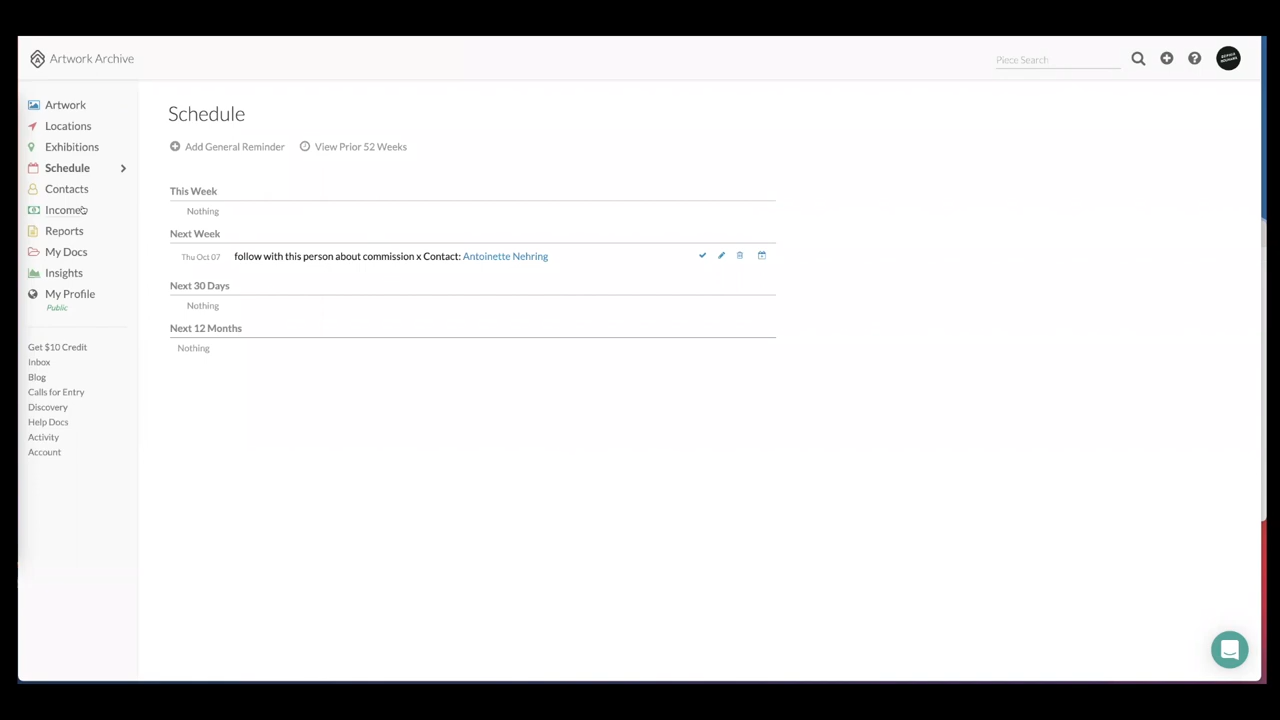 Artwork Archive
Piece Search
Artwork
Locations
Exhibitions
Schedule
Contacts
Income
Reports
My Docs
Insights
My Profile
Public
Get $10 Credit
Inbox
Blog
Calls for Entry
Discovery
Help Docs
Activity
Account
Schedule
Add General Reminder View Prior 52 Weeks
This Week
Nothing
Next Week
Thu Oct 07 follow with this person about commission x Contact: Antoinette Nehring
Next 30 Days
Nothing
Next 12 Months
Nothing